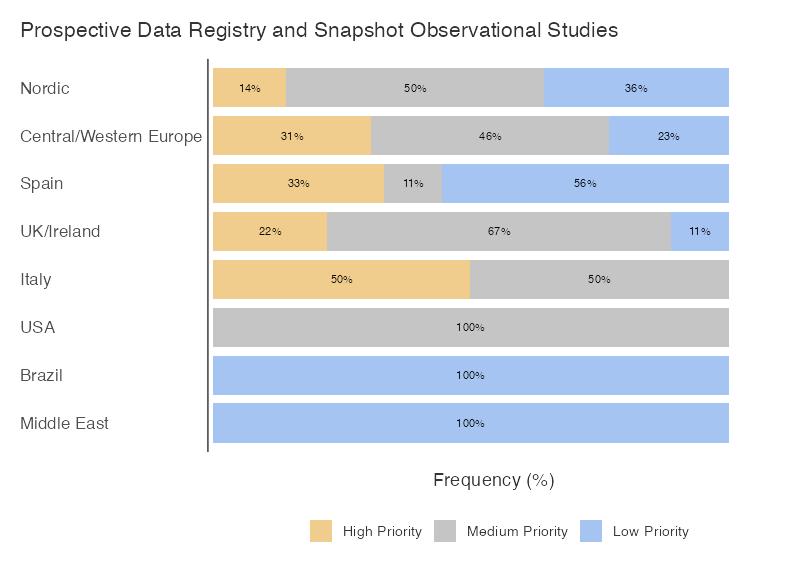 Prospective Data Registry and Snapshot Observational Studies
Nordic 14% 50% 36%
Central/Western Europe 31% 46% 23%
Spain 33% 11% 56%
UK/Ireland 22% 67% 11%
Italy 50% 50%
USA 100%
Brazil 100%
Middle East 100%
Frequency (%)
High Priority Medium Priority Low Priority